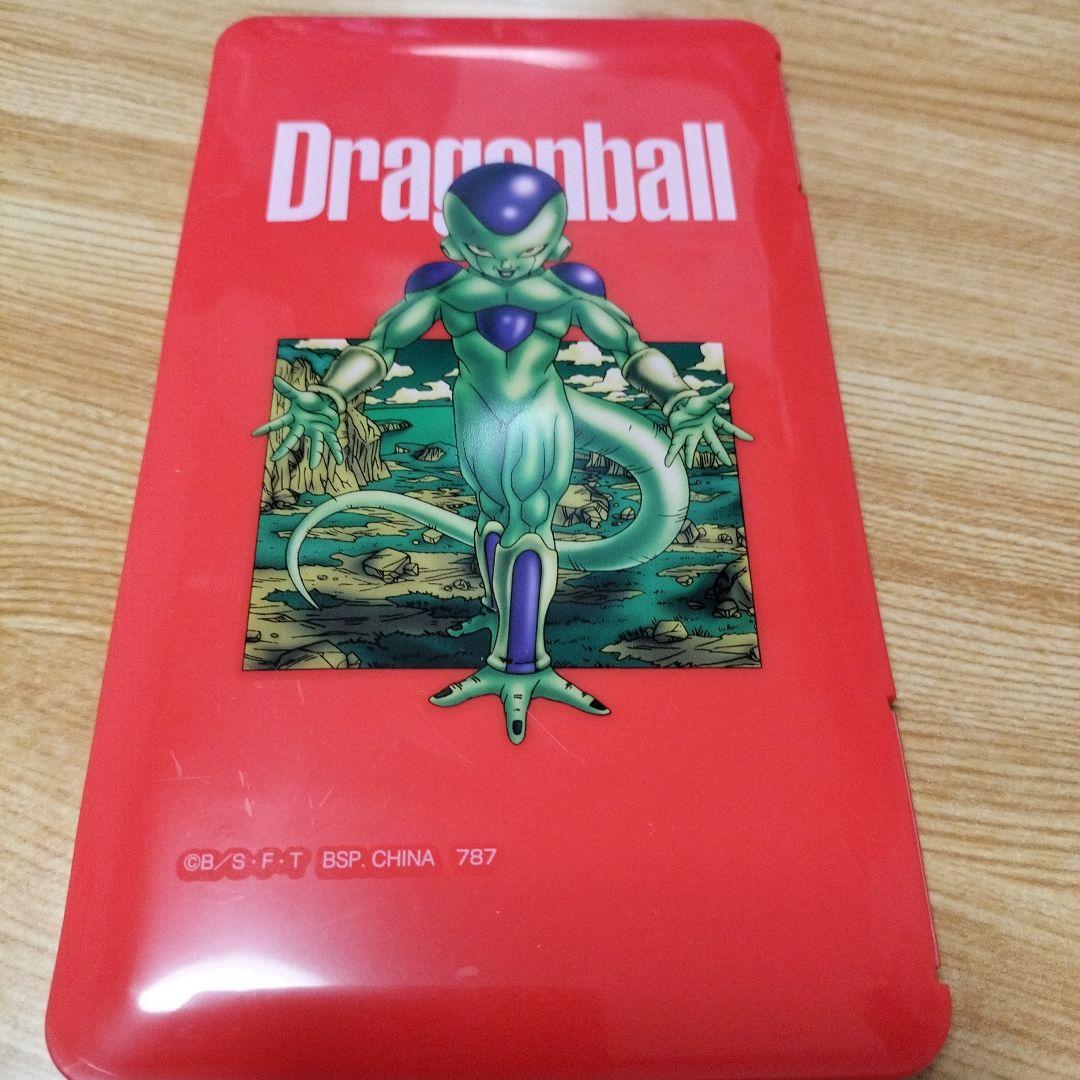 Dragonball
©B/S・F・T BSP. CHINA 787